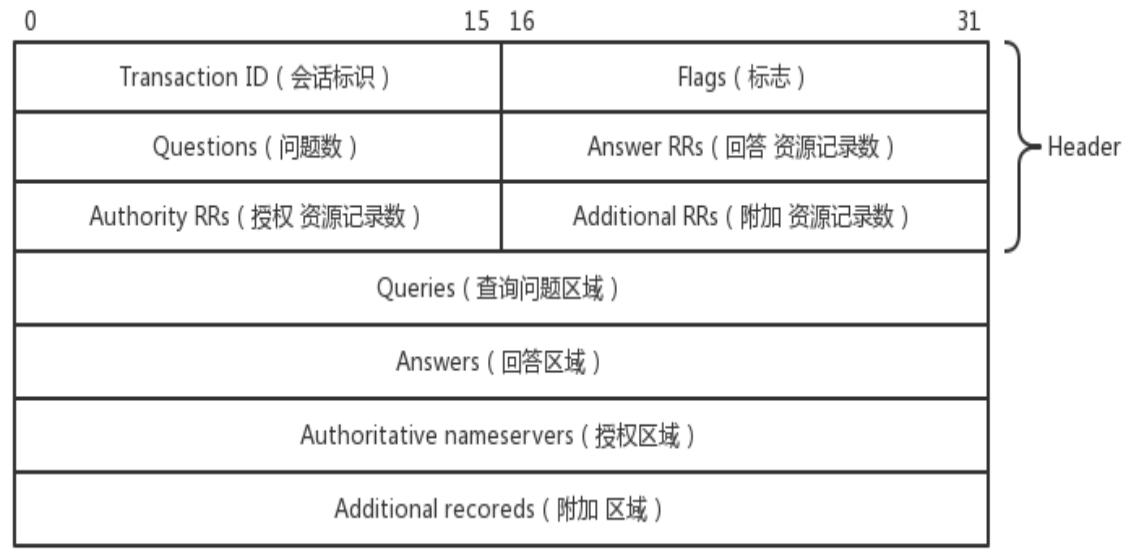 0 15 16 31
Transaction ID ( 会话标识 ) Flags ( 标志 )
Questions ( 问题数 ) Answer RRs ( 回答 资源记录数 ) Header
Authority RRs ( 授权 资源记录数 ) Additional RRs ( 附加 资源记录数 )
Queries ( 查询问题区域 )
Answers ( 回答区域 )
Authoritative nameservers ( 授权区域 )
Additional recoreds ( 附加 区域 )